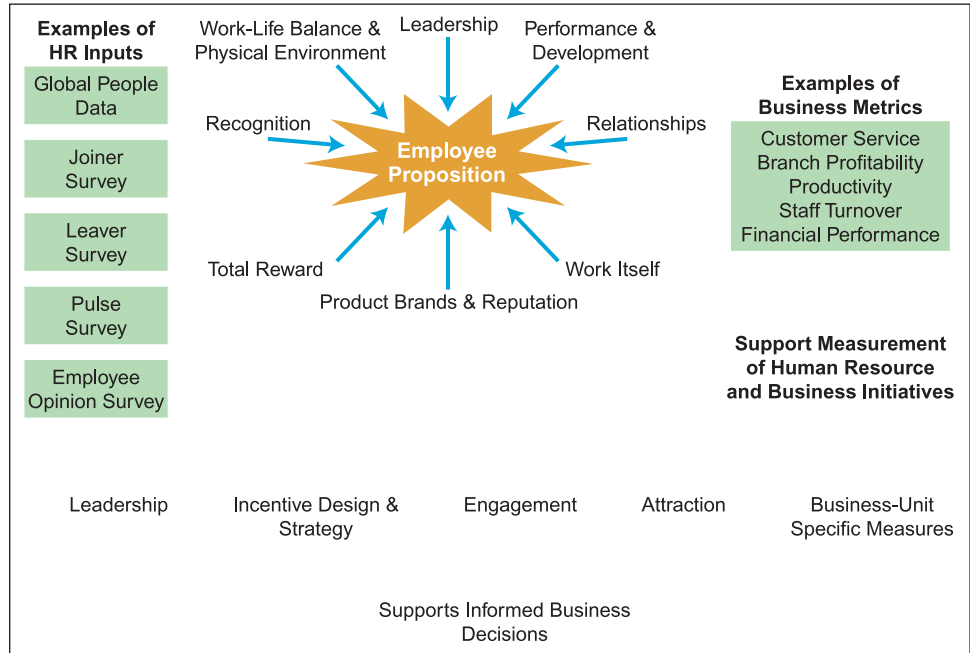 Examples of
HR Inputs
Global People
Data
Joiner
Survey
Leaver
Survey
Pulse
Survey
Employee
Opinion Survey
Work-Life Balance &
Physical Environment
Leadership
Performance &
Development
Recognition
Relationships
Employee
Proposition
Total Reward
Work Itself
Product Brands & Reputation
Examples of
Business Metrics
Customer Service
Branch Profitability
Productivity
Staff Turnover
Financial Performance
Support Measurement
of Human Resource
and Business Initiatives
Leadership
Incentive Design &
Strategy
Engagement
Attraction
Business-Unit
Specific Measures
Supports Informed Business
Decisions